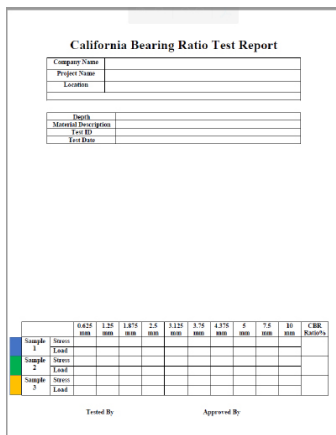 California Bearing Ratio Test Report
Company Name
Project Name
Location
Depth
Material Description
Test ID
Test Date
0.625 mm 1.25 mm 1.875 mm 2.5 mm 3.125 mm 3.75 mm 4.375 mm 5 mm 7.5 mm 10 mm CBR Ratio%
Sample 1 Stress
Load
Sample 2 Stress
Load
Sample 3 Stress
Load
Tested By Approved By